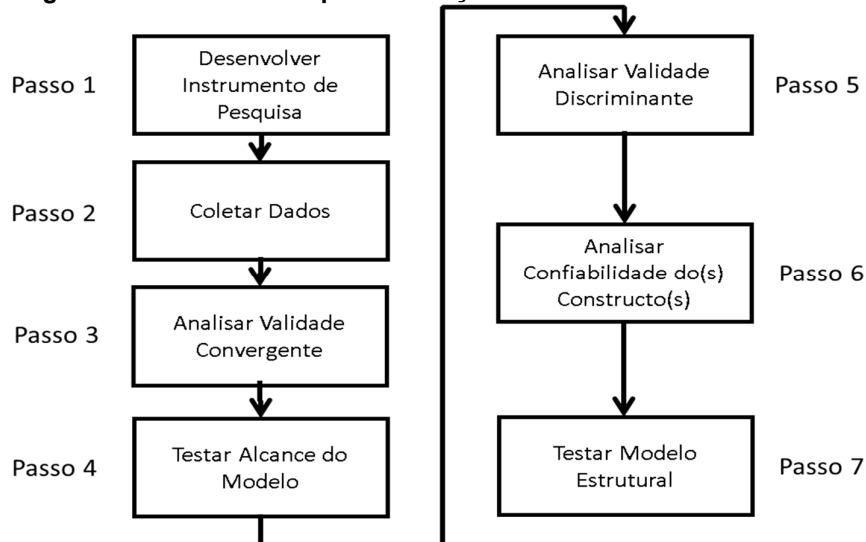 Passo 1
Desenvolver
Instrumento de
Pesquisa
Passo 2
Coletar Dados
Passo 3
Analisar Validade
Convergente
Passo 4
Testar Alcance do
Modelo
Analisar Validade
Discriminante
Passo 5
Analisar
Confiabilidade do(s)
Constructo(s)
Passo 6
Testar Modelo
Estrutural
Passo 7